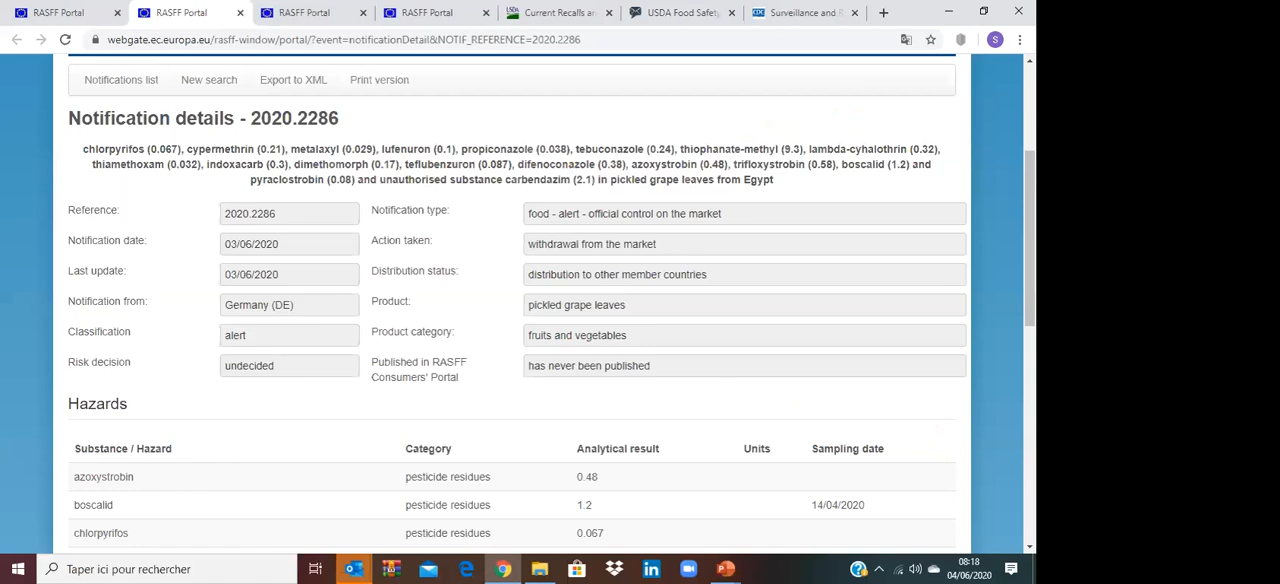 RASFF Portal
RASFF Portal
RASFF Portal
RASFF Portal
Current Recalls an
USDA Food Safety
Surveillance and R
webgate.ec.europa.eu/rasff-window/portal/?event=notificationDetail&NOTIF_REFERENCE=2020.2286
S
Notifications list New search Export to XML Print version
Notification details - 2020.2286
chlorpyrifos (0.067), cypermethrin (0.21), metalaxyl (0.029), lufenuron (0.1), propiconazole (0.038), tebuconazole (0.24), thiophanate-methyl (9.3), lambda-cyhalothrin (0.32),
thiamethoxam (0.032), indoxacarb (0.3), dimethomorph (0.17), teflubenzuron (0.087), difenoconazole (0.38), azoxystrobin (0.48), trifloxystrobin (0.58), boscalid (1.2) and
pyraclostrobin (0.08) and unauthorised substance carbendazim (2.1) in pickled grape leaves from Egypt
Reference: 2020.2286 Notification type: food - alert - official control on the market
Notification date: 03/06/2020 Action taken: withdrawal from the market
Last update: 03/06/2020 Distribution status: distribution to other member countries
Notification from: Germany (DE) Product: pickled grape leaves
Classification alert Product category: fruits and vegetables
Risk decision undecided Published in RASFF has never been published
Consumers' Portal
Hazards
Substance / Hazard Category Analytical result Units Sampling date
azoxystrobin pesticide residues 0.48
boscalid pesticide residues 1.2 14/04/2020
chlorpyrifos pesticide residues 0.067
Taper ici pour rechercher
08:18
04/06/2020